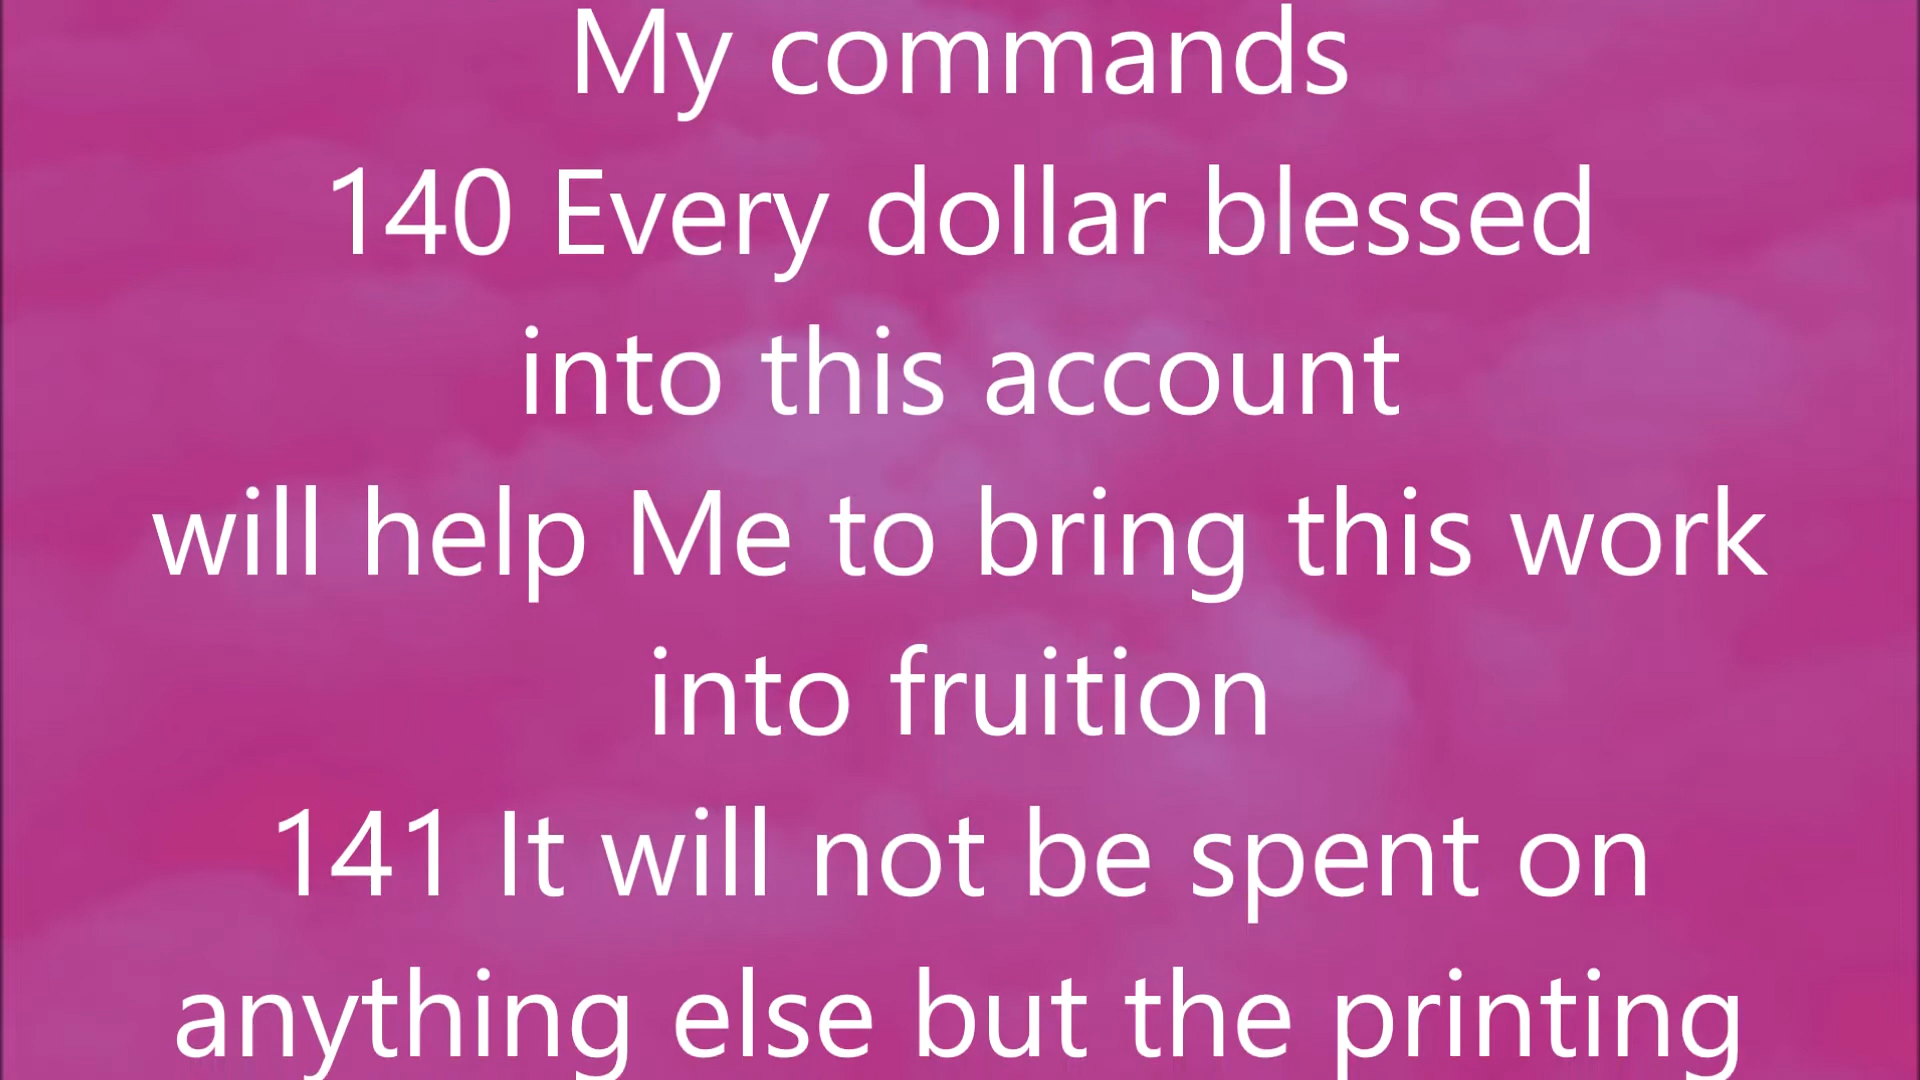 My commands
140 Every dollar blessed
into this account
will help Me to bring this work
into fruition
141 It will not be spent on
anything else but the printing